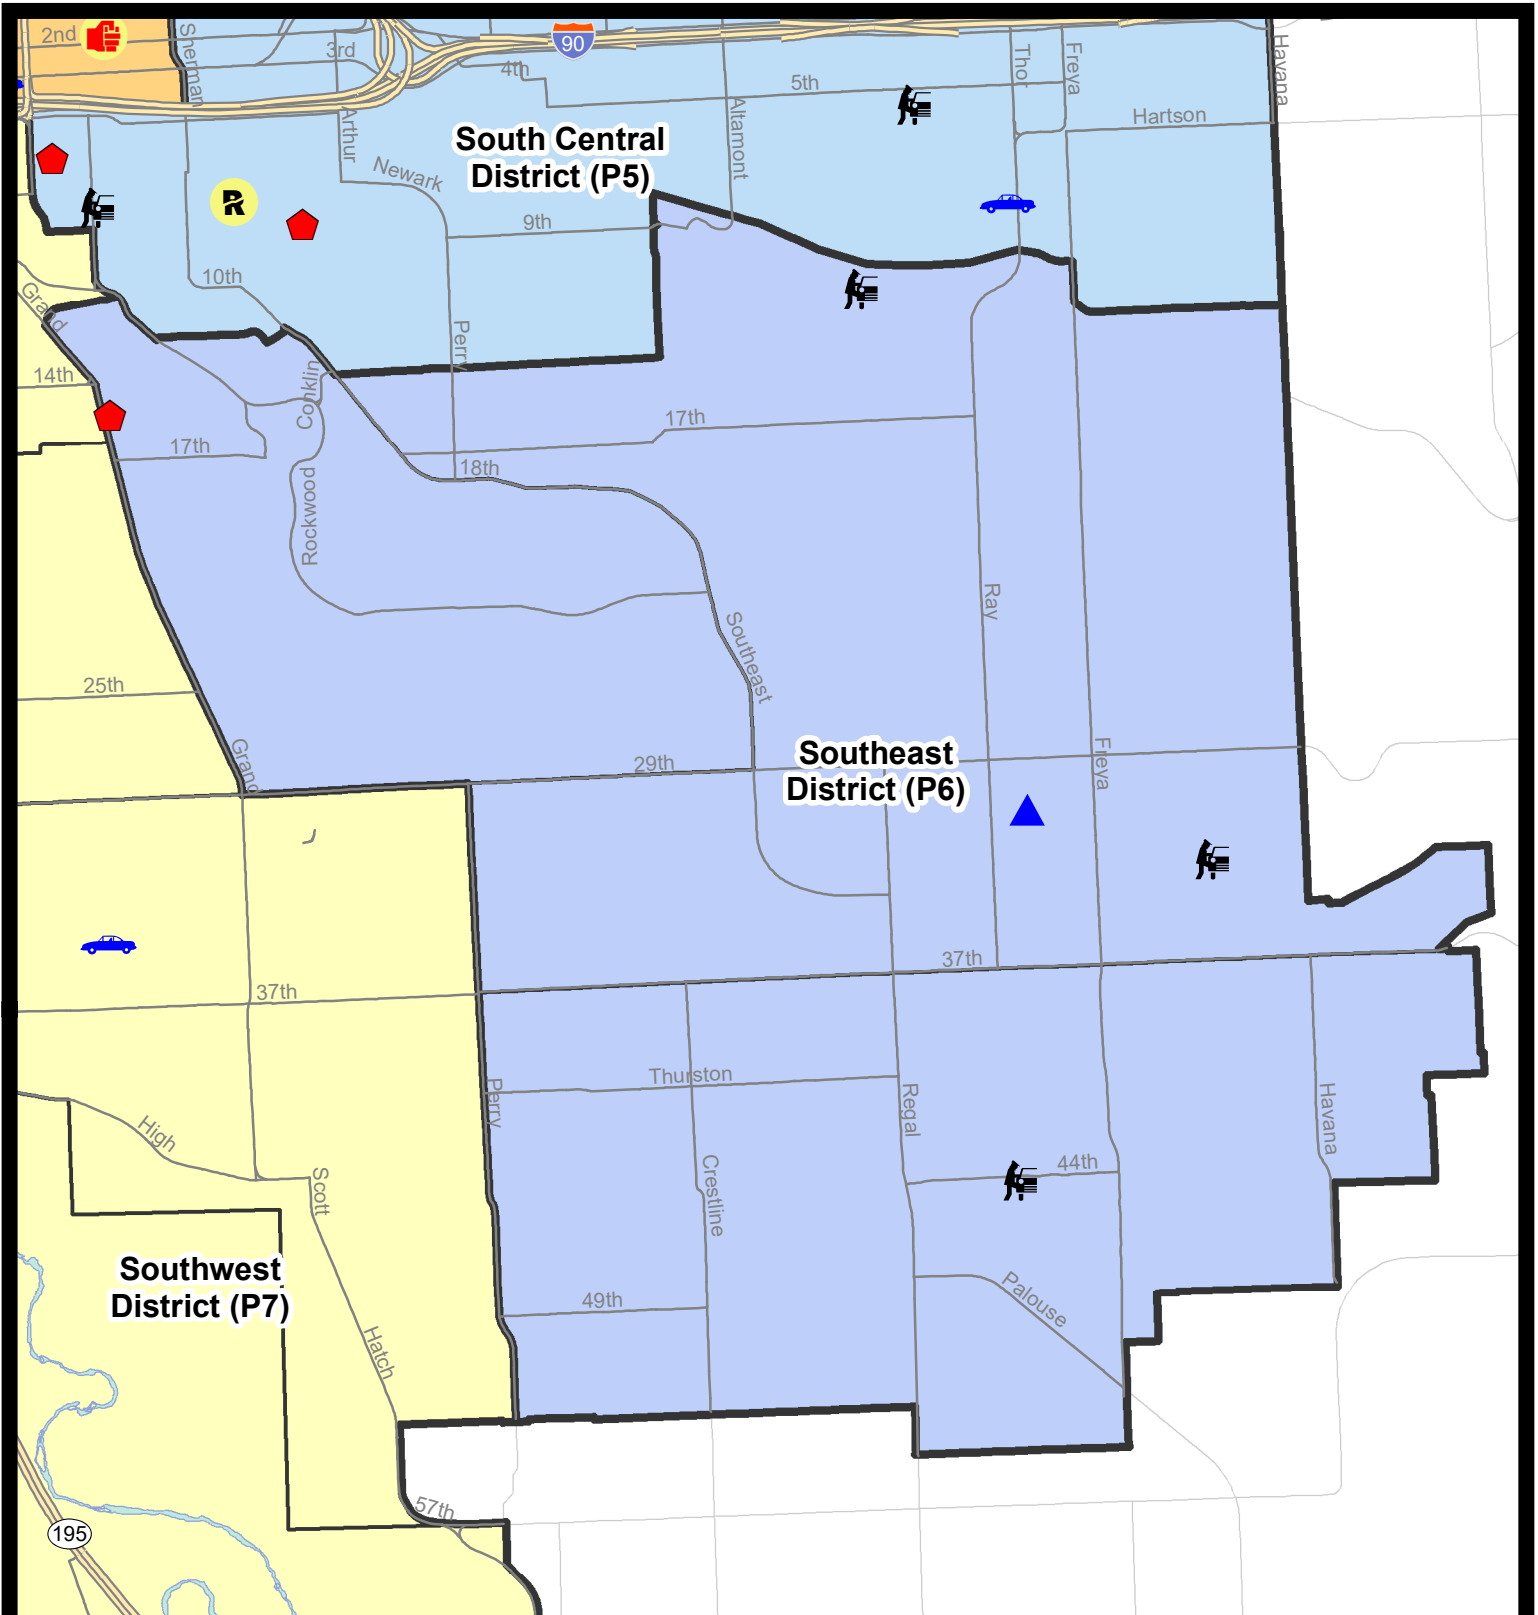 2nd
Sherman
3rd
90
4th
5th
Thor
Freya
Havana
Arthur
Altamont
Hartson
South Central
District (P5)
Newark
R
9th
10th
Grand
Perry
14th
Conklin
17th
17th
18th
Rockwood
Ray
Southeast
25th
Grand
29th
Southeast
District (P6)
Freya
37th
37th
Thurston
Perry
Regal
Havana
High
Scott
Crestline
44th
Southwest
District (P7)
49th
Palouse
Hatch
57th
195